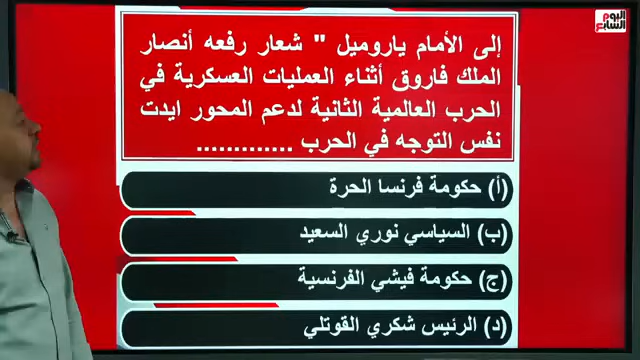 اليوم السابع
إلى الأمام ياروميل " شعار رفعه أنصار
الملك فاروق أثناء العمليات العسكرية في
الحرب العالمية الثانية لدعم المحور ايدت
نفس التوجه في الحرب .............
(أ) حكومة فرنسا الحرة
(ب) السياسي نوري السعيد
(ج) حكومة فيشي الفرنسية
(د) الرئيس شكري القوتلي